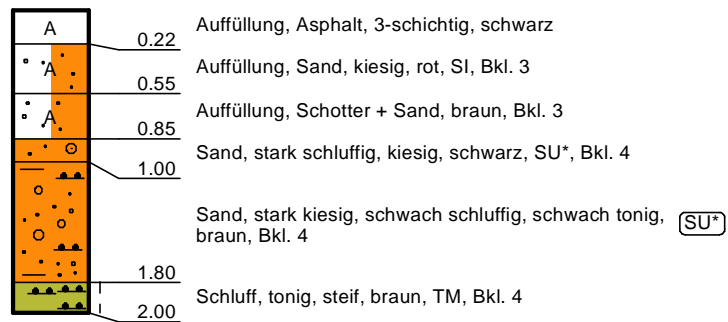 A
Auffüllung, Asphalt, 3-schichtig, schwarz
0.22
A
Auffüllung, Sand, kiesig, rot, SI, Bkl. 3
0.55
A
Auffüllung, Schotter + Sand, braun, Bkl. 3
0.85
Sand, stark schluffig, kiesig, schwarz, SU*, Bkl. 4
1.00
Sand, stark kiesig, schwach schluffig, schwach tonig,
braun, Bkl. 4
SU*
1.80
Schluff, tonig, steif, braun, TM, Bkl. 4
2.00